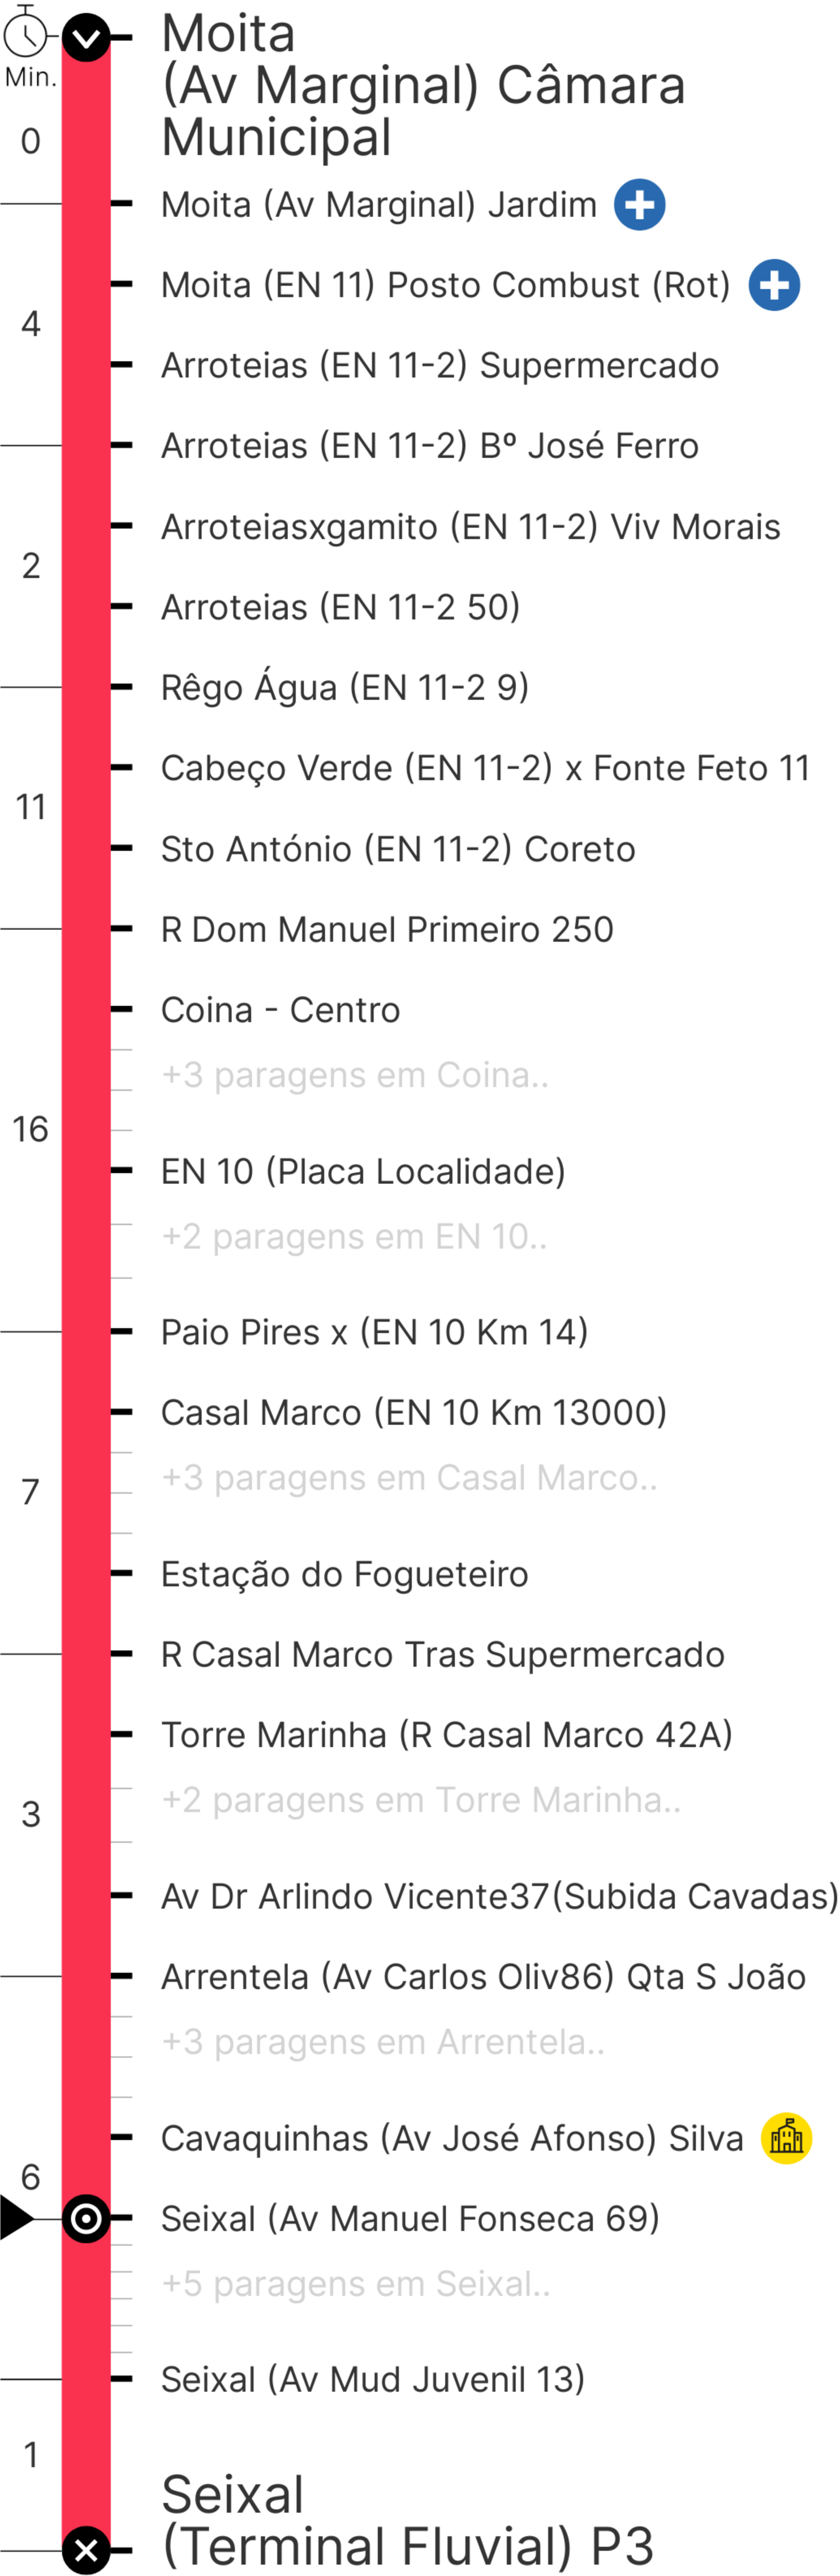 Min.
Moita
(Av Marginal) Câmara
Municipal
0
Moita (Av Marginal) Jardim
Moita (EN 11) Posto Combust (Rot)
4
Arroteias (EN 11-2) Supermercado
Arroteias (EN 11-2) Bº José Ferro
Arroteiasxgamito (EN 11-2) Viv Morais
2
Arroteias (EN 11-2 50)
Rêgo Água (EN 11-2 9)
Cabeço Verde (EN 11-2) x Fonte Feto 11
11
Sto António (EN 11-2) Coreto
R Dom Manuel Primeiro 250
Coina - Centro
+3 paragens em Coina..
16
EN 10 (Placa Localidade)
+2 paragens em EN 10..
Paio Pires x (EN 10 Km 14)
Casal Marco (EN 10 Km 13000)
+3 paragens em Casal Marco..
7
Estação do Fogueteiro
R Casal Marco Tras Supermercado
Torre Marinha (R Casal Marco 42A)
+2 paragens em Torre Marinha..
3
Av Dr Arlindo Vicente37(Subida Cavadas)
Arrentela (Av Carlos Oliv86) Qta S João
+3 paragens em Arrentela..
Cavaquinhas (Av José Afonso) Silva
6
Seixal (Av Manuel Fonseca 69)
+5 paragens em Seixal..
Seixal (Av Mud Juvenil 13)
1
Seixal
(Terminal Fluvial) P3